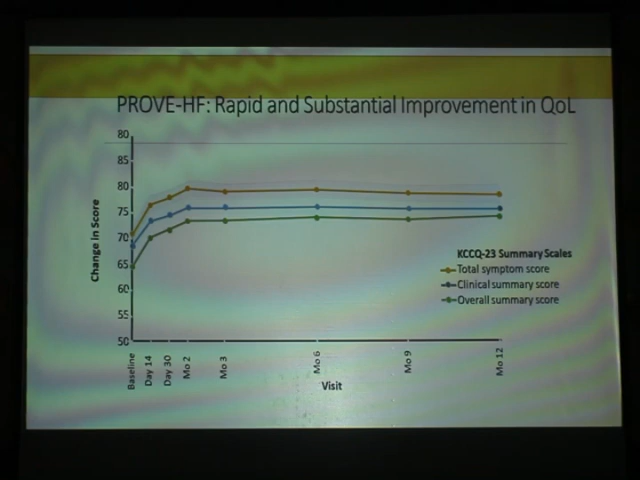 PROVE-HF: Rapid and Substantial Improvement in QoL
80
85
80
75
70
65
60
55
50
Change in Score
KCCQ-23 Summary Scales
Total symptom score
Clinical summary score
Overall summary score
Baseline
Day 14
Day 30
Mo 2
Mo 3
Mo 6
Mo 9
Mo 12
Visit